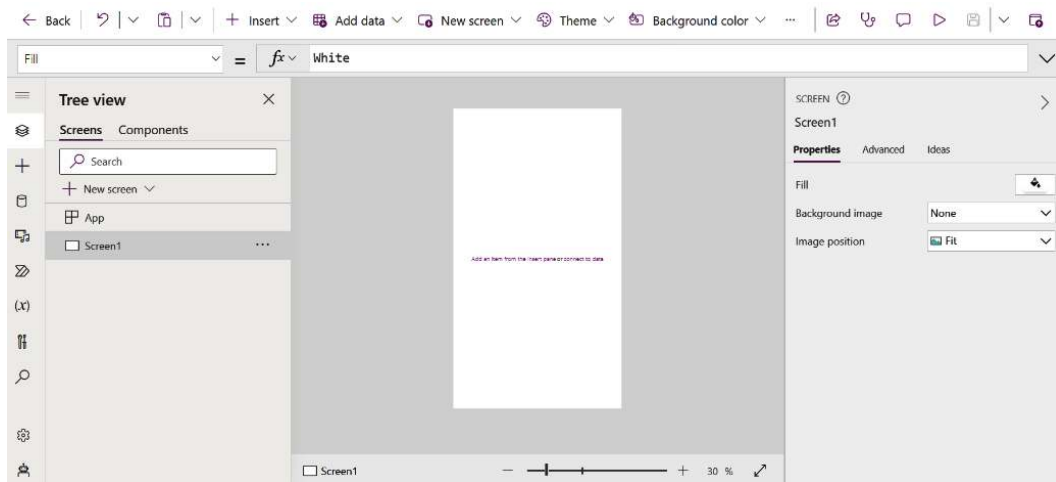 Back Insert Add data New screen Theme Background color ...
Fill = fx White
Tree view
Screens Components
Search
New screen
App
Screen1 ...
Add an item from the Insert pane or connect to data
Screen1 30 %
SCREEN
Screen1
Properties Advanced Ideas
Fill
Background image None
Image position Fit
(x)